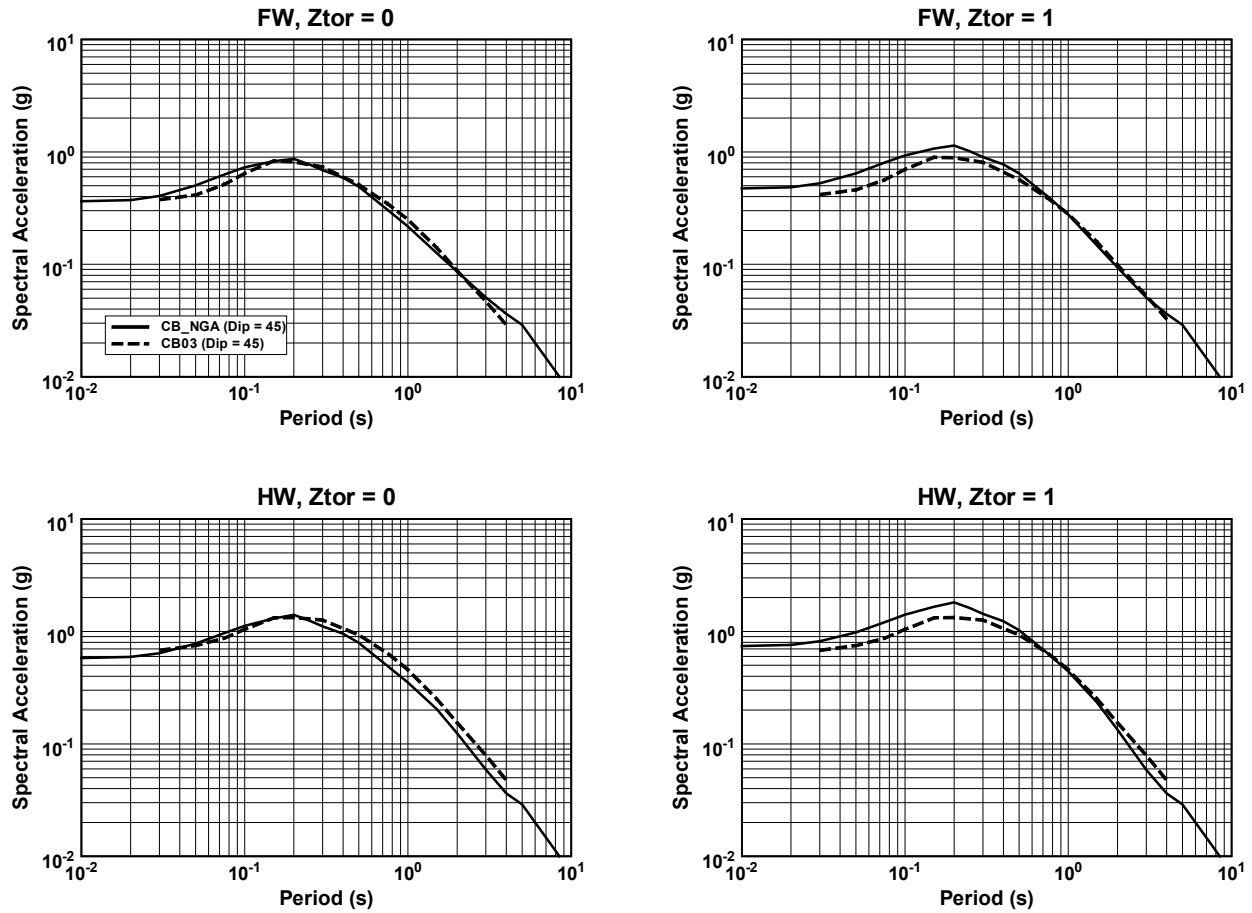 FW, Ztor = 0
Spectral Acceleration (g)
10^1
10^0
10^-1
10^-2
CB_NGA (Dip = 45)
CB03 (Dip = 45)
10^-2
10^-1
10^0
10^1
Period (s)
FW, Ztor = 1
Spectral Acceleration (g)
10^1
10^0
10^-1
10^-2
10^-2
10^-1
10^0
10^1
Period (s)
HW, Ztor = 0
Spectral Acceleration (g)
10^1
10^0
10^-1
10^-2
10^-2
10^-1
10^0
10^1
Period (s)
HW, Ztor = 1
Spectral Acceleration (g)
10^1
10^0
10^-1
10^-2
10^-2
10^-1
10^0
10^1
Period (s)